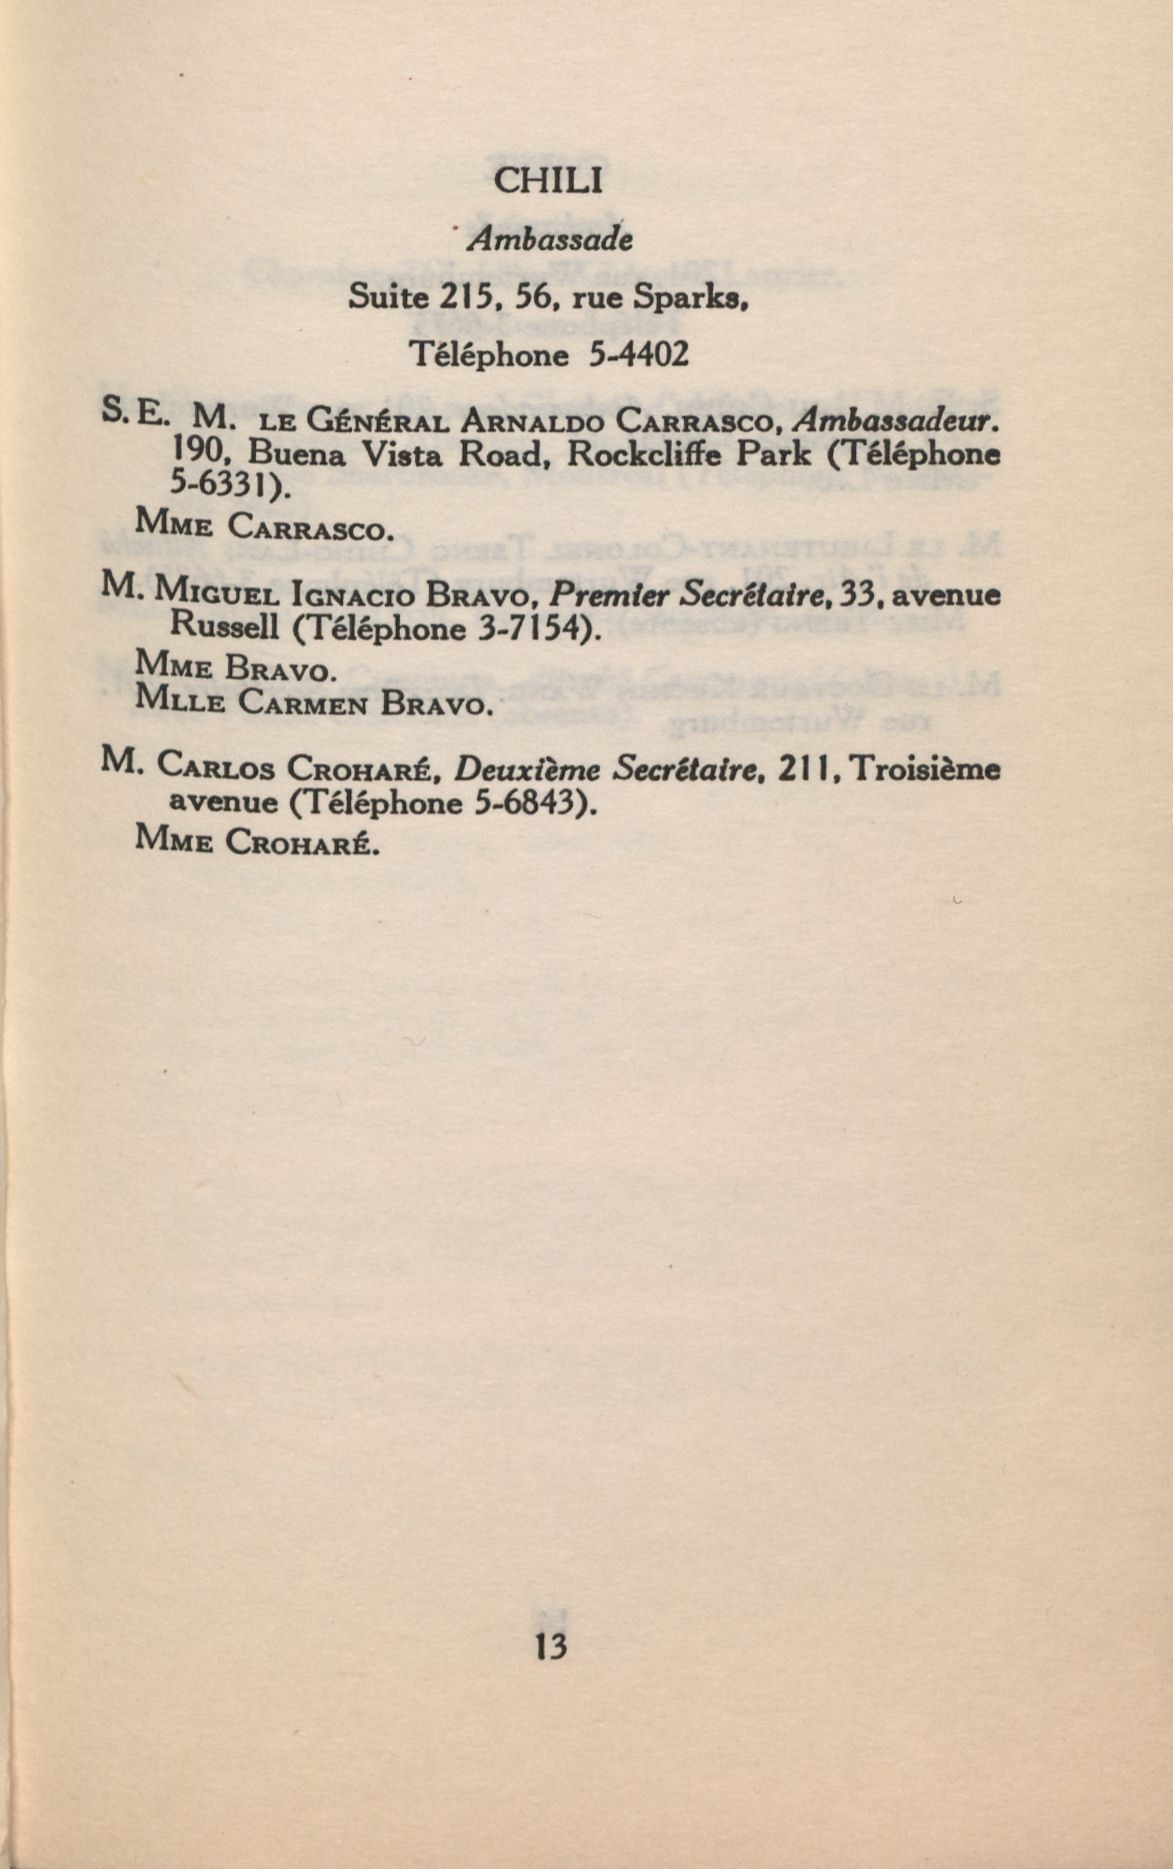 CHILI
Ambassade
Suite 215, 56, rue Sparks,
Téléphone 5-4402
S. E. M. LE GÉNÉRAL ARNALDO CARRASCO, Ambassadeur.
190, Buena Vista Road, Rockcliffe Park (Téléphone
5-6331).
MME CARRASCO.
M. MIGUEL IGNACIO BRAVO, Premier Secrétaire, 33, avenue
Russell (Téléphone 3-7154).
MME BRAVO.
MLLE CARMEN BRAVO.
M. CARLOS CROHARÉ, Deuxième Secrétaire, 211, Troisième
avenue (Téléphone 5-6843).
MME CROHARÉ.
13